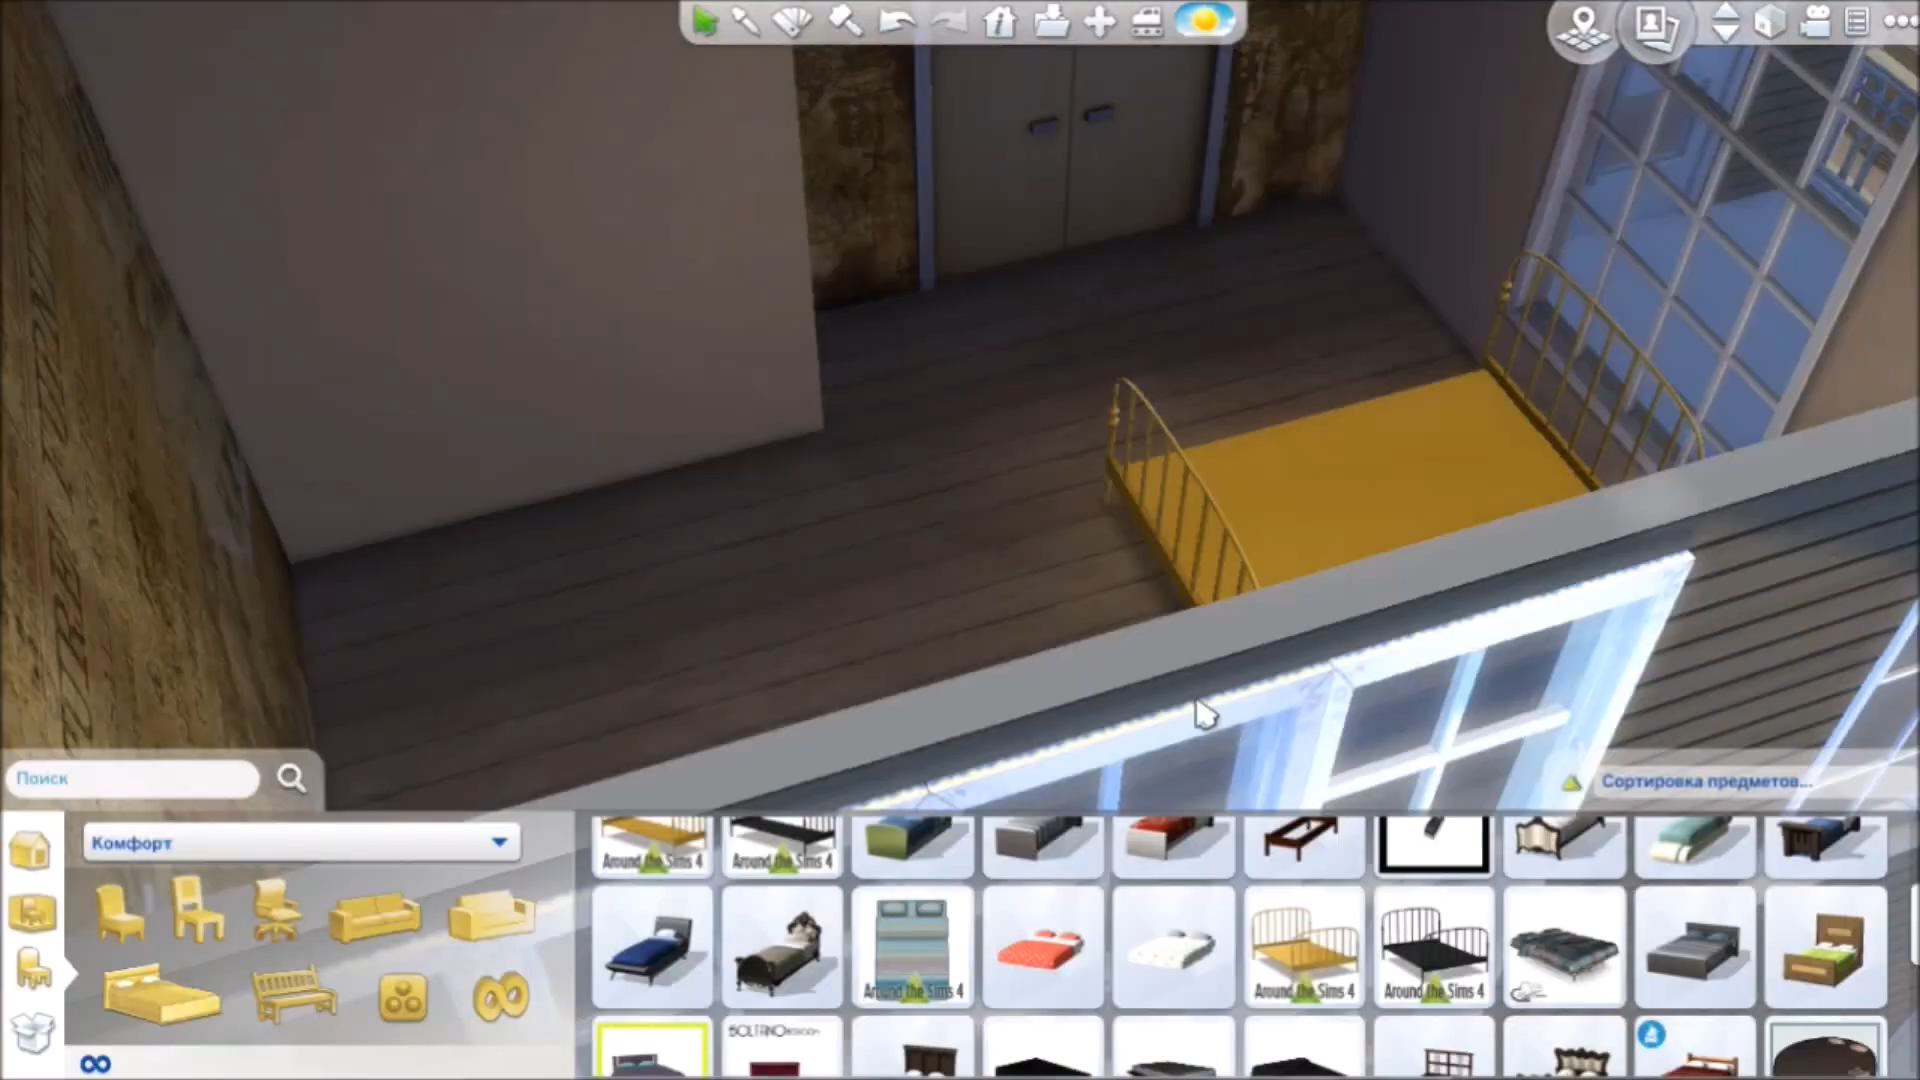 Поиск
Сортировка предметов...
Комфорт
Around the Sims 4
Around the Sims 4
Around the Sims 4
Around the Sims 4
Around the Sims 4